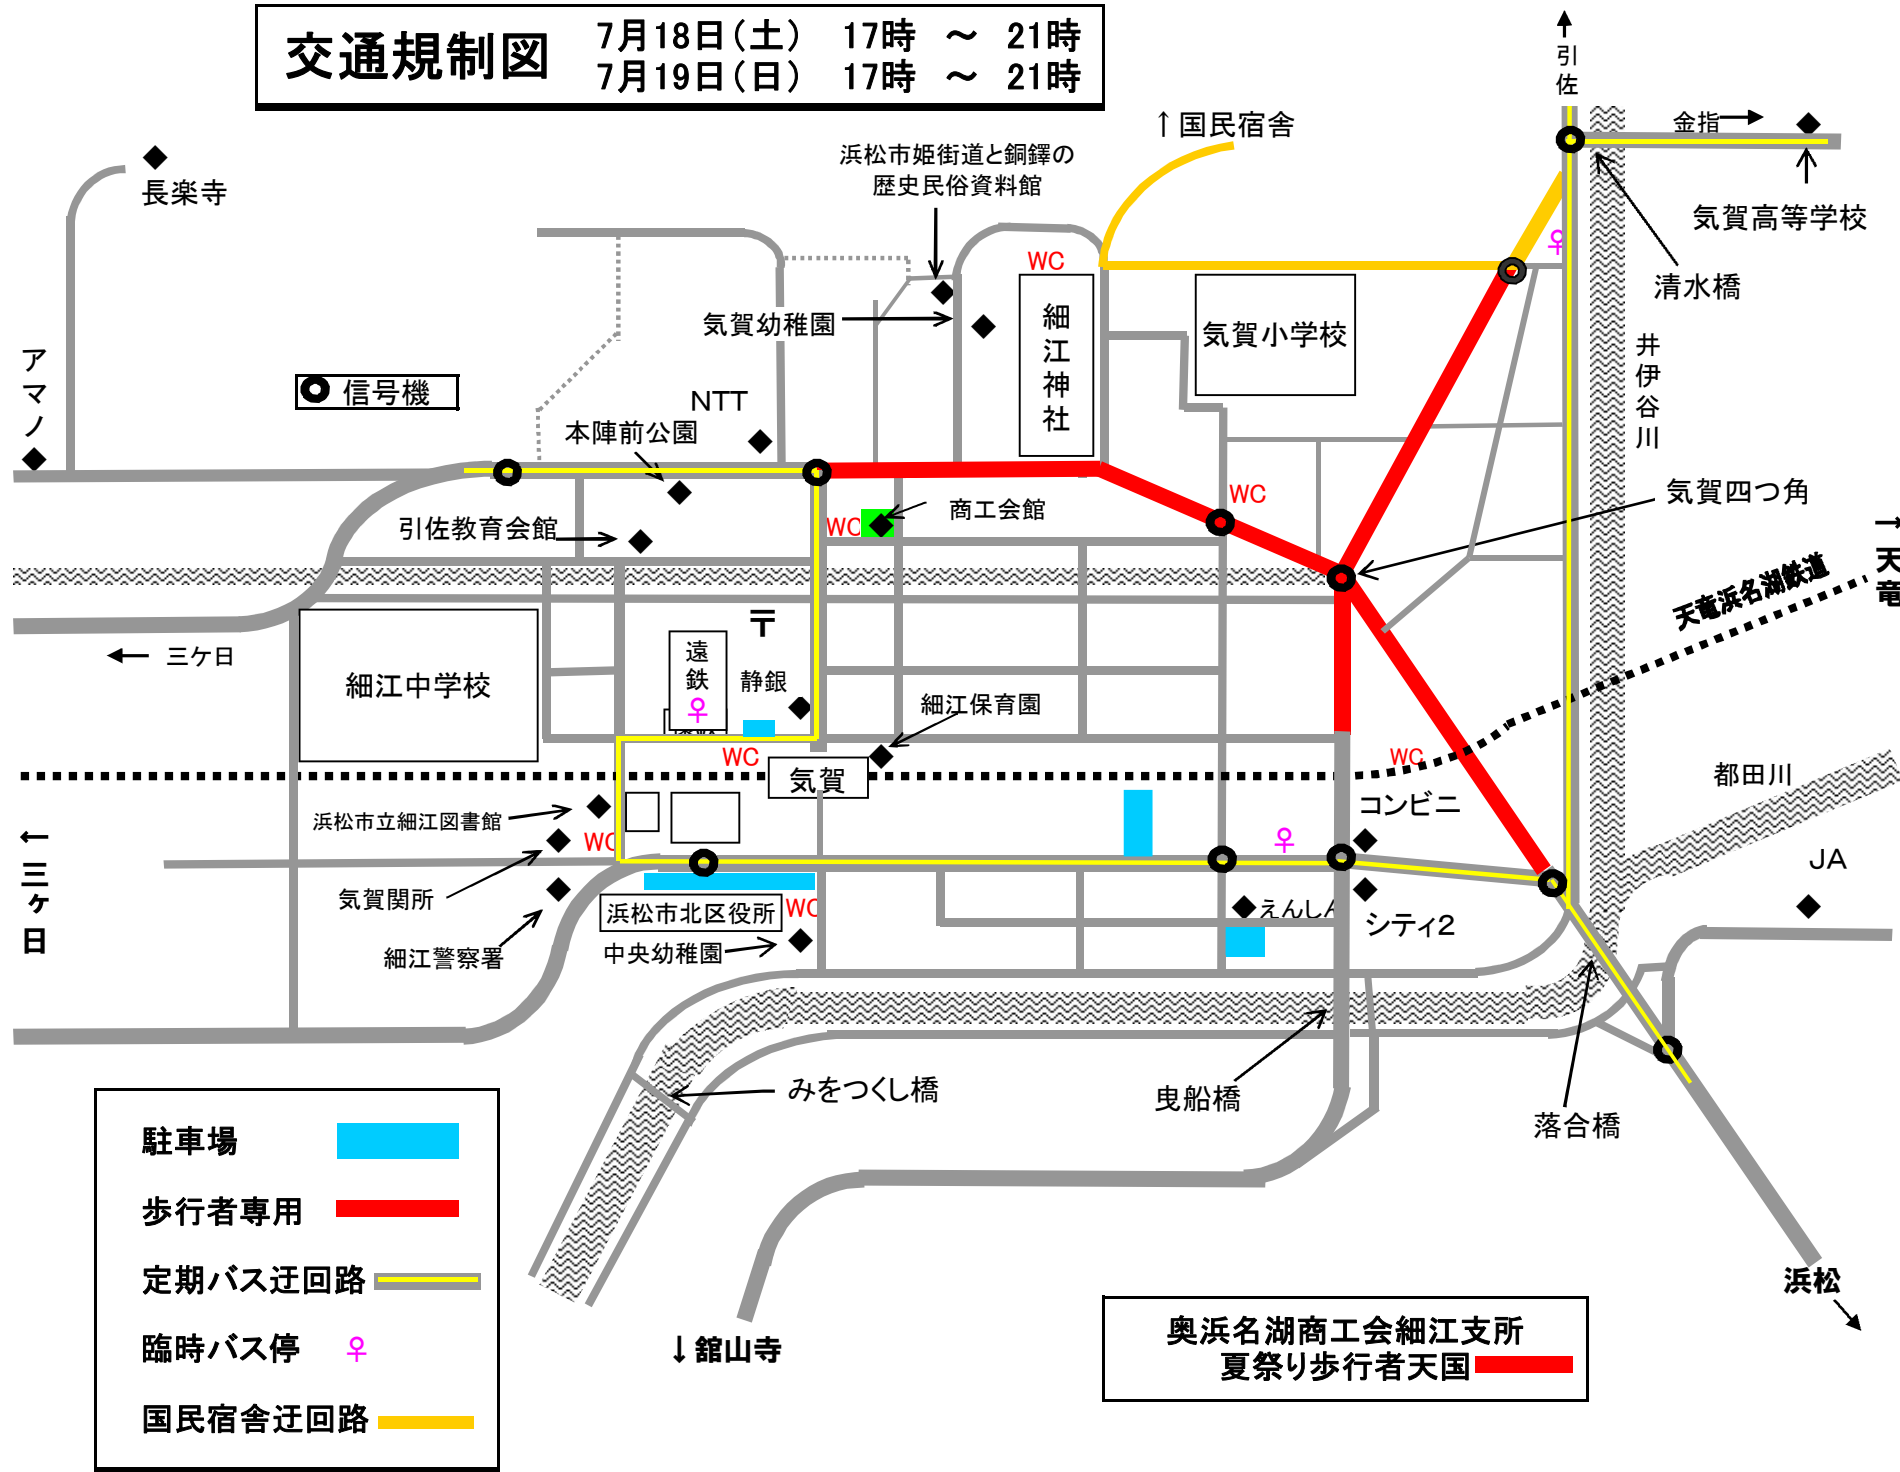 交通規制図
7月18日(土) 17時 ～ 21時
7月19日(日) 17時 ～ 21時
↑
引佐
金指→
↑国民宿舎
浜松市姫街道と銅鐸の
歴史民俗資料館
長楽寺
気賀高等学校
WC
清水橋
細江神社
気賀小学校
気賀幼稚園
井伊谷川
アマノ
信号機
NTT
本陣前公園
WC
気賀四つ角
商工会館
WC
引佐教育会館
→
天竜
天竜浜名湖鉄道
〒
← 三ケ日
遠鉄
静銀
細江中学校
細江保育園
WC
気賀
WC
都田川
コンビニ
浜松市立細江図書館
WC
←三ヶ日
JA
気賀関所
浜松市北区役所
WC
えんしん
シティ2
中央幼稚園
細江警察署
みをつくし橋
曳船橋
落合橋
駐車場
歩行者専用
定期バス迂回路
臨時バス停
国民宿舎迂回路
浜松
↓舘山寺
奥浜名湖商工会細江支所
夏祭り歩行者天国